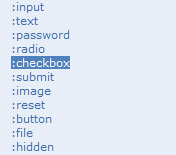 :input
:text
:password
:radio
:checkbox
:submit
:image
:reset
:button
:file
:hidden